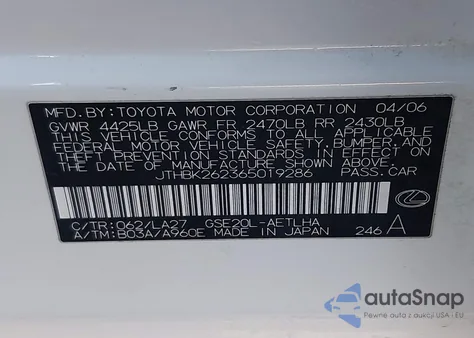 MFD.BY:TOYOTA MOTOR CORPORATION 04/06
GVWR 4425LB GAWR FR 2470LB RR 2430LB
THIS VEHICLE CONFORMS TO ALL APPLICABLE
FEDERAL MOTOR VEHICLE SAFETY, BUMPER, AND
THEFT PREVENTION STANDARDS IN EFFECT ON
THE DATE OF MANUFACTURE SHOWN ABOVE.
JTHBK262365019286 PASS.CAR
C/TR:062/LA27 GSE20L-AETLHA
A/TM:B03A/A960E MADE IN JAPAN 246 A
autoSnap
Pewne auta z USA - EU